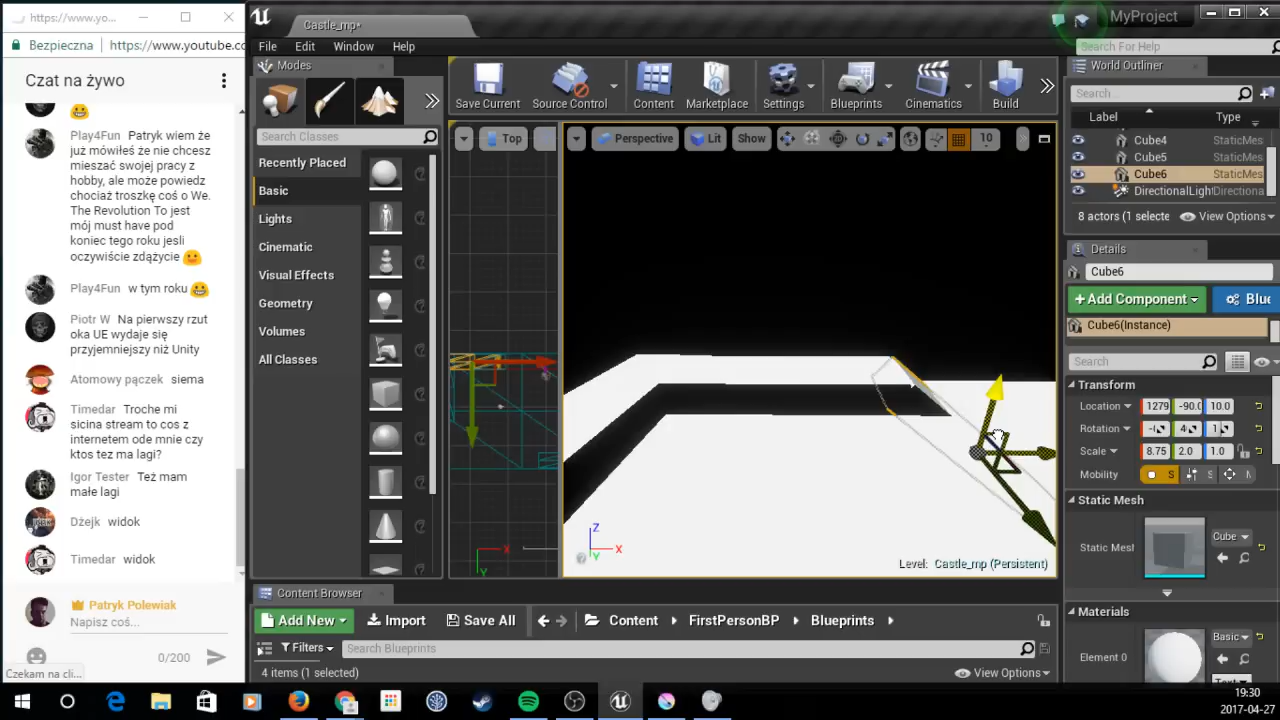 https://www.yo...
Bezpieczna
https://www.youtube.co
Czat na żywo
Play4Fun Patryk wiem że
już mówiłeś że nie chcesz
mieszać swojej pracy z
hobby, ale może powiedz
chociaż troszkę coś o We.
The Revolution To jest
mój must have pod
koniec tego roku jesli
oczywiście zdążycie
Play4Fun w tym roku
Piotr W Na pierwszy rzut
oka UE wydaje się
przyjemniejszy niż Unity
Atomowy pączek siema
Timedar Troche mi
sicina stream to cos z
internetem ode mnie czy
ktos tez ma lagi?
Igor Tester Też mam
małe lagi
Dżejk widok
Timedar widok
Patryk Polewiak
Napisz coś...
0/200
Czekam na cli...
Castle_mp*
MyProject
File Edit Window Help
Search For Help
Modes
Search Classes
Recently Placed
Basic
Lights
Cinematic
Visual Effects
Geometry
Volumes
All Classes
Save Current
Source Control
Content
Marketplace
Settings
Blueprints
Cinematics
Build
Top
Perspective
Lit
Show
10
Z
X
Y
X
Y
Level: Castle_mp (Persistent)
World Outliner
Search...
Label Type
Cube4 StaticMes
Cube5 StaticMes
Cube6 StaticMes
DirectionalLight Directiona
8 actors (1 selecte
View Options
Details
Cube6
+ Add Component
Blue
Cube6(Instance)
Search
Transform
Location 1279 -90.0 10.0
Rotation
Scale 8.75 2.0 1.0
Mobility S S
Static Mesh
Static Mesl
Cube
Materials
Element 0
Basic
Content Browser
Add New
Import
Save All
Content
FirstPersonBP
Blueprints
Filters
Search Blueprints
4 items (1 selected)
View Options
19:30
2017-04-27